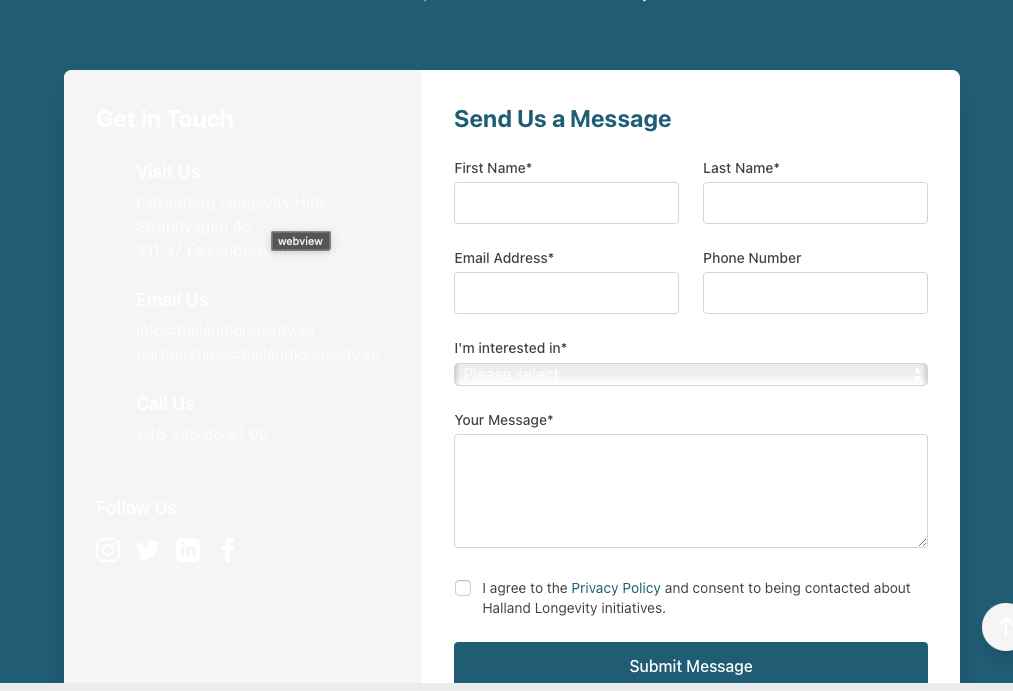 Get in Touch
Visit Us
Falkenberg Longevity Hub
Strandvägen 45
311 37 Falkenberg
webview
Email Us
info@hallandlongevity.se
partnerships@hallandlongevity.se
Call Us
+46 346 88 61 00
Follow Us
Send Us a Message
First Name*
Last Name*
Email Address*
Phone Number
I'm interested in*
Please select
Your Message*
I agree to the Privacy Policy and consent to being contacted about
Halland Longevity initiatives.
Submit Message